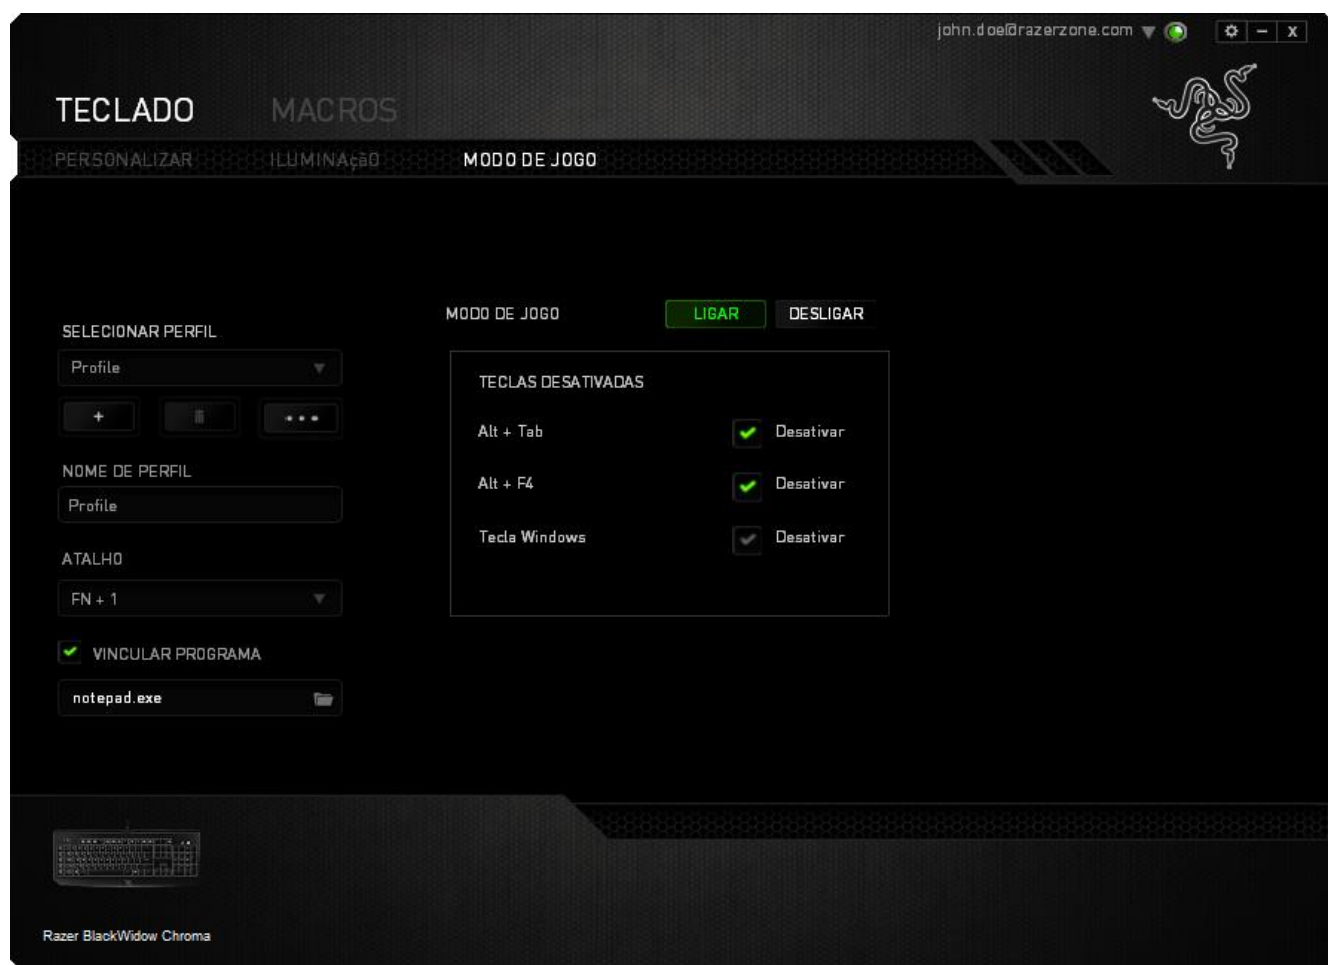 john.doe@razerzone.com
TECLADO MACROS
PERSONALIZAR ILUMINAção MODO DE JOGO
MODO DE JOGO LIGAR DESLIGAR
SELECIONAR PERFIL
Profile
TECLAS DESATIVADAS
Alt + Tab Desativar
Alt + F4 Desativar
Tecla Windows Desativar
NOME DE PERFIL
Profile
ATALHO
FN + 1
VINCULAR PROGRAMA
notepad.exe
Razer BlackWidow Chroma